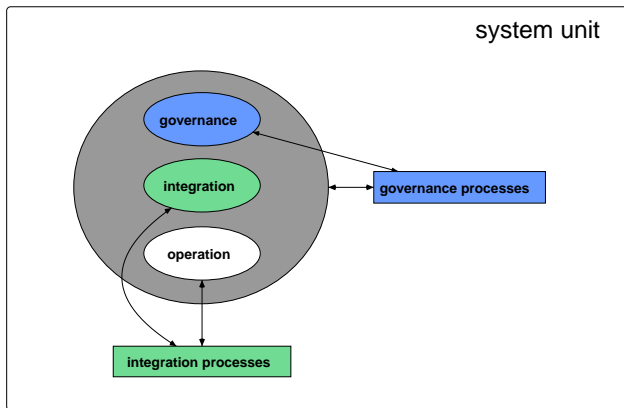 system unit
governance
integration
governance processes
operation
integration processes